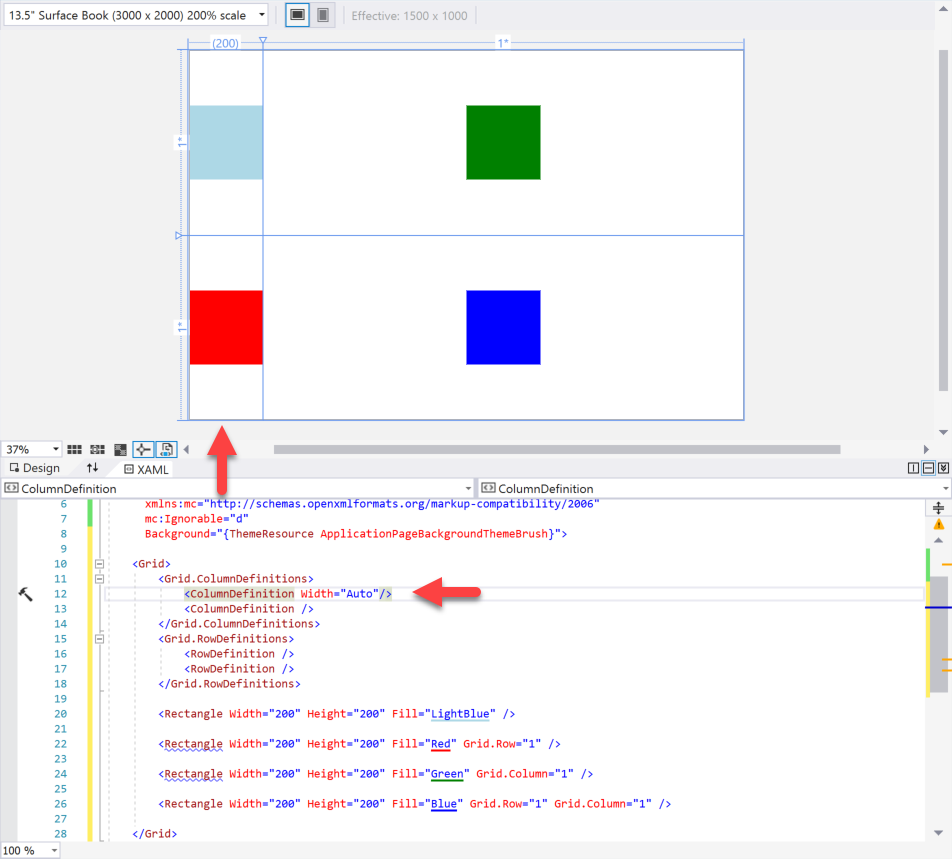 13.5" Surface Book (3000 x 2000) 200% scale
Effective: 1500 x 1000
(200)
1*
1*
1*
37%
Design
XAML
ColumnDefinition
ColumnDefinition
6 xmlns:mc="http://schemas.openxmlformats.org/markup-compatibility/2006"
7 mc:Ignorable="d"
8 Background="{ThemeResource ApplicationPageBackgroundThemeBrush}">
9
10 <Grid>
11 <Grid.ColumnDefinitions>
12 <ColumnDefinition Width="Auto"/>
13 <ColumnDefinition />
14 </Grid.ColumnDefinitions>
15 <Grid.RowDefinitions>
16 <RowDefinition />
17 <RowDefinition />
18 </Grid.RowDefinitions>
19
20 <Rectangle Width="200" Height="200" Fill="LightBlue" />
21
22 <Rectangle Width="200" Height="200" Fill="Red" Grid.Row="1" />
23
24 <Rectangle Width="200" Height="200" Fill="Green" Grid.Column="1" />
25
26 <Rectangle Width="200" Height="200" Fill="Blue" Grid.Row="1" Grid.Column="1" />
27
28 </Grid>
100 %